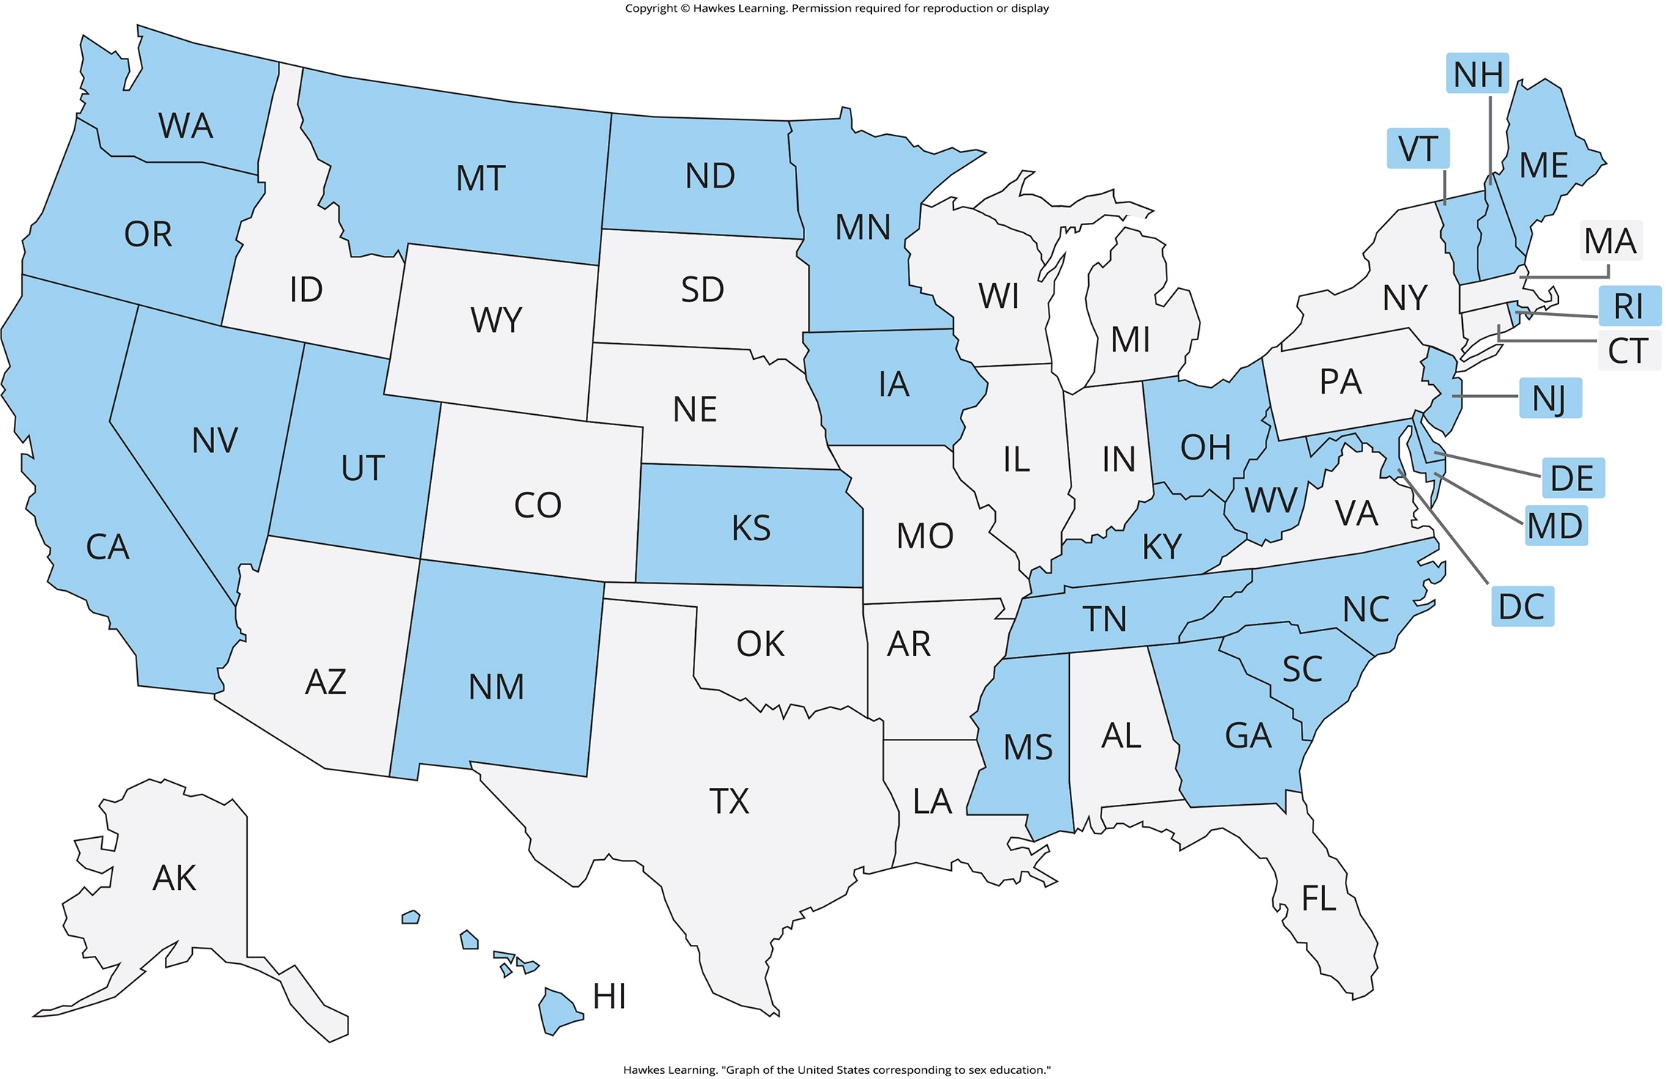 Copyright © Hawkes Learning. Permission required for reproduction or display
NH
WA
VT
ME
MT
ND
MN
OR
MA
ID
SD
WI
NY
RI
WY
MI
CT
IA
PA
NJ
NE
NV
UT
IL
IN
OH
DE
CO
KS
WV
VA
MD
CA
MO
KY
DC
TN
NC
OK
AR
SC
AZ
NM
MS
AL
GA
TX
LA
AK
FL
HI
Hawkes Learning. "Graph of the United States corresponding to sex education."